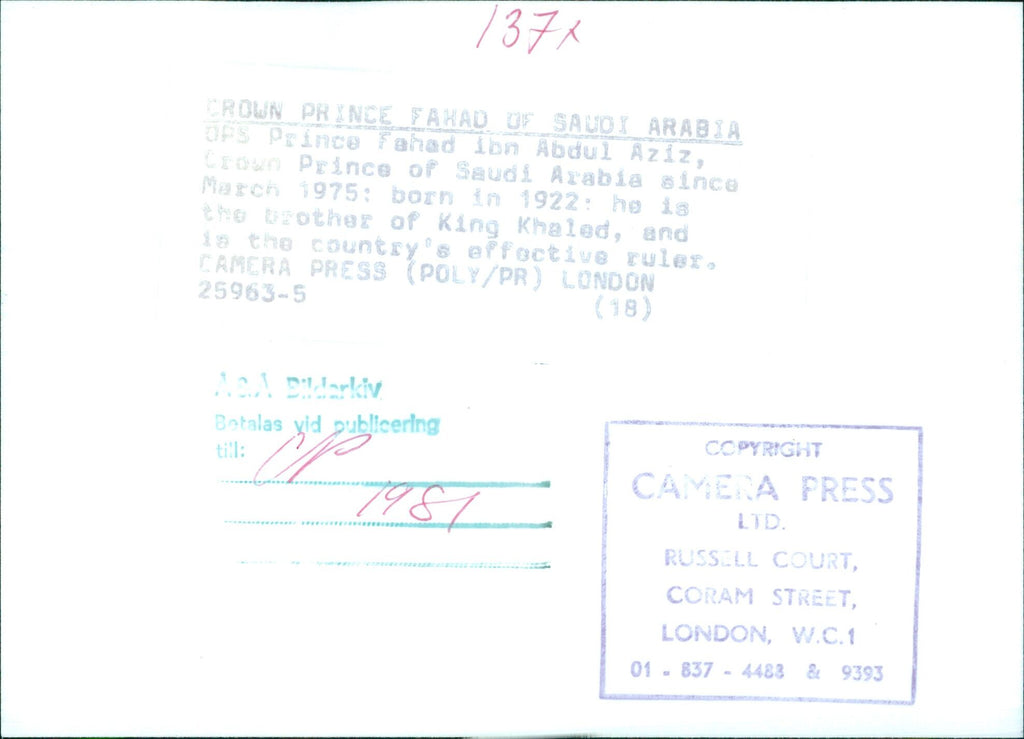 137x
CROWN PRINCE FAHAD OF SAUDI ARABIA
OPS Prince Fahad ibn Abdul Aziz,
Crown Prince of Saudi Arabia since
March 1975: born in 1922: he is
the brother of King Khaled, and
is the country's effective ruler.
CAMERA PRESS (POLY/PR) LONDON
25963-5 (18)
A&A Bildarkiv
Betalas vid publicering
till: CP
1981
COPYRIGHT
CAMERA PRESS
LTD.
RUSSELL COURT,
CORAM STREET,
LONDON, W.C.1
01 - 837 - 4488 & 9393